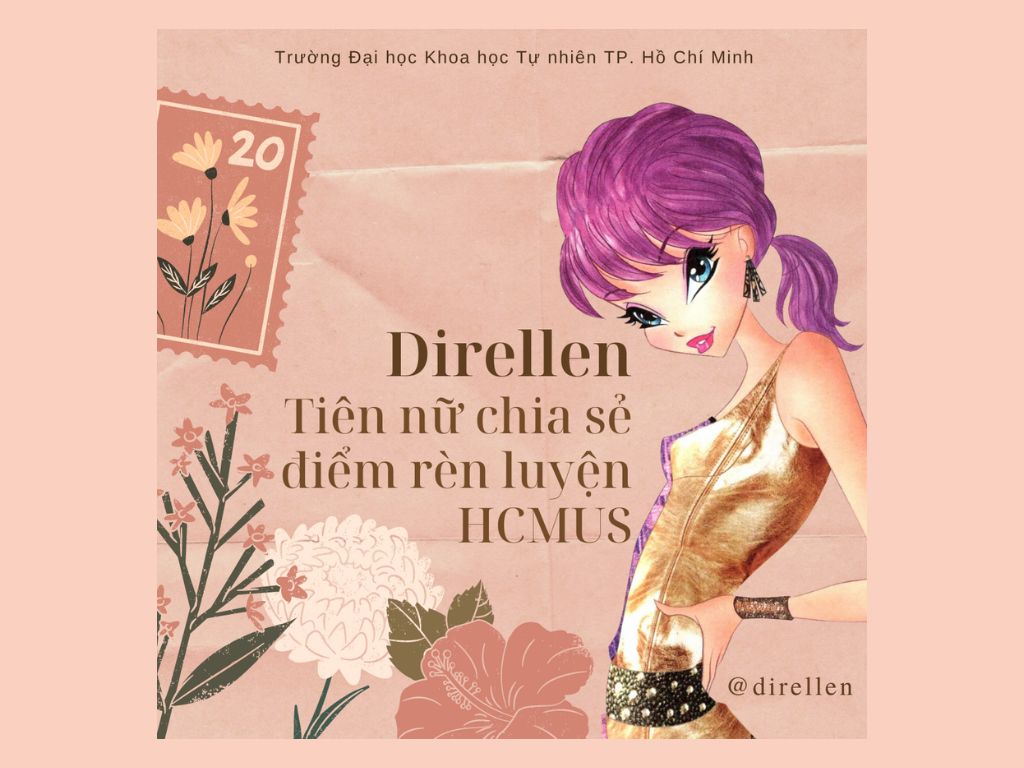 Trường Đại học Khoa học Tự nhiên TP. Hồ Chí Minh
20
Direllen
Tiên nữ chia sẻ
điểm rèn luyện
HCMUS
@direllen